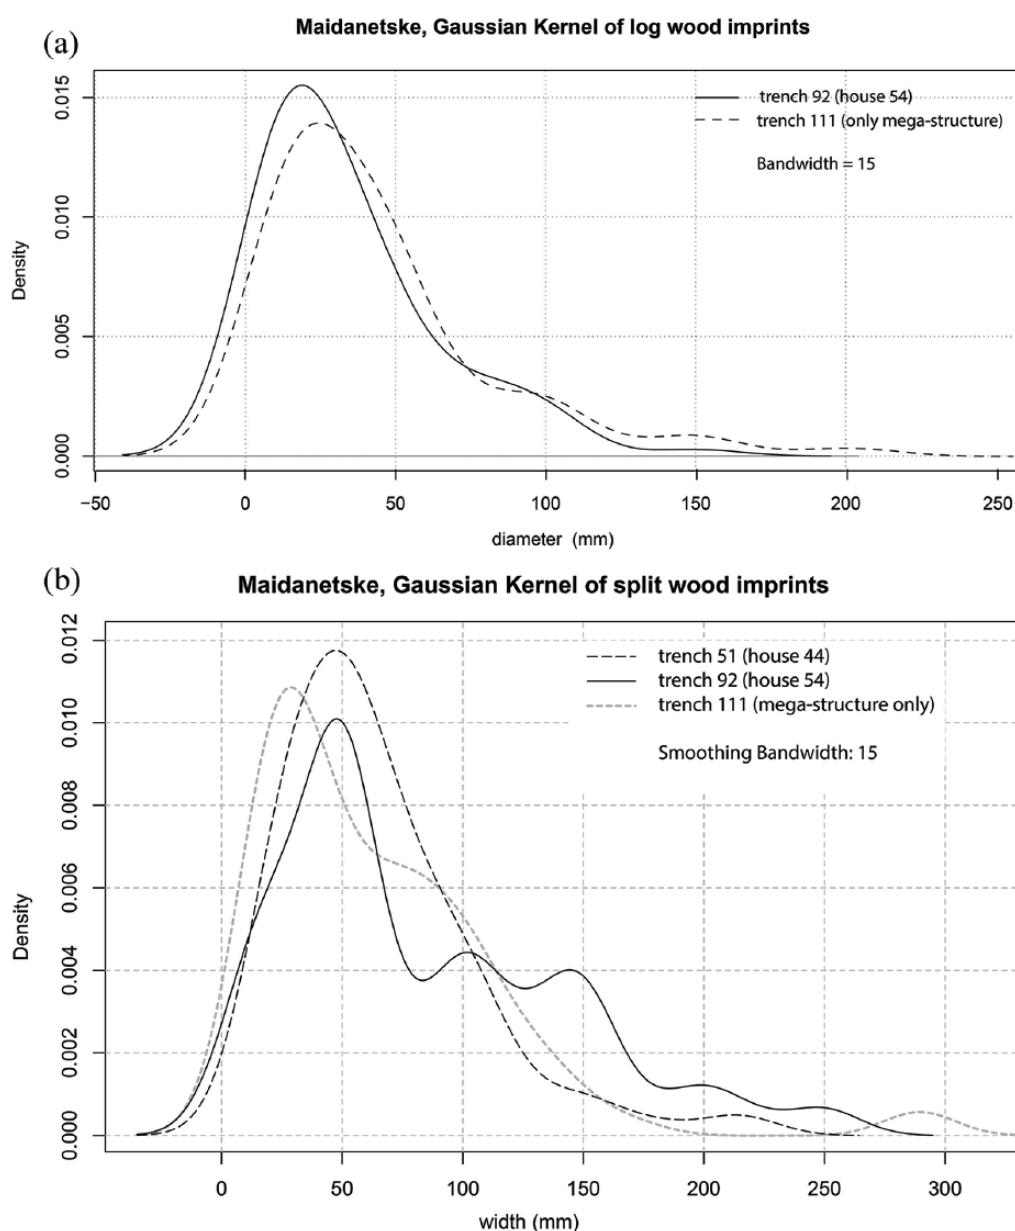 (a)
Maidanetske, Gaussian Kernel of log wood imprints
trench 92 (house 54)
trench 111 (only mega-structure)
Bandwidth = 15
0.015
0.010
0.005
0.000
Density
−50 0 50 100 150 200 250
diameter (mm)
(b)
Maidanetske, Gaussian Kernel of split wood imprints
trench 51 (house 44)
trench 92 (house 54)
trench 111 (mega-structure only)
Smoothing Bandwidth: 15
0.012
0.010
0.008
0.006
0.004
0.002
0.000
Density
0 50 100 150 200 250 300
width (mm)